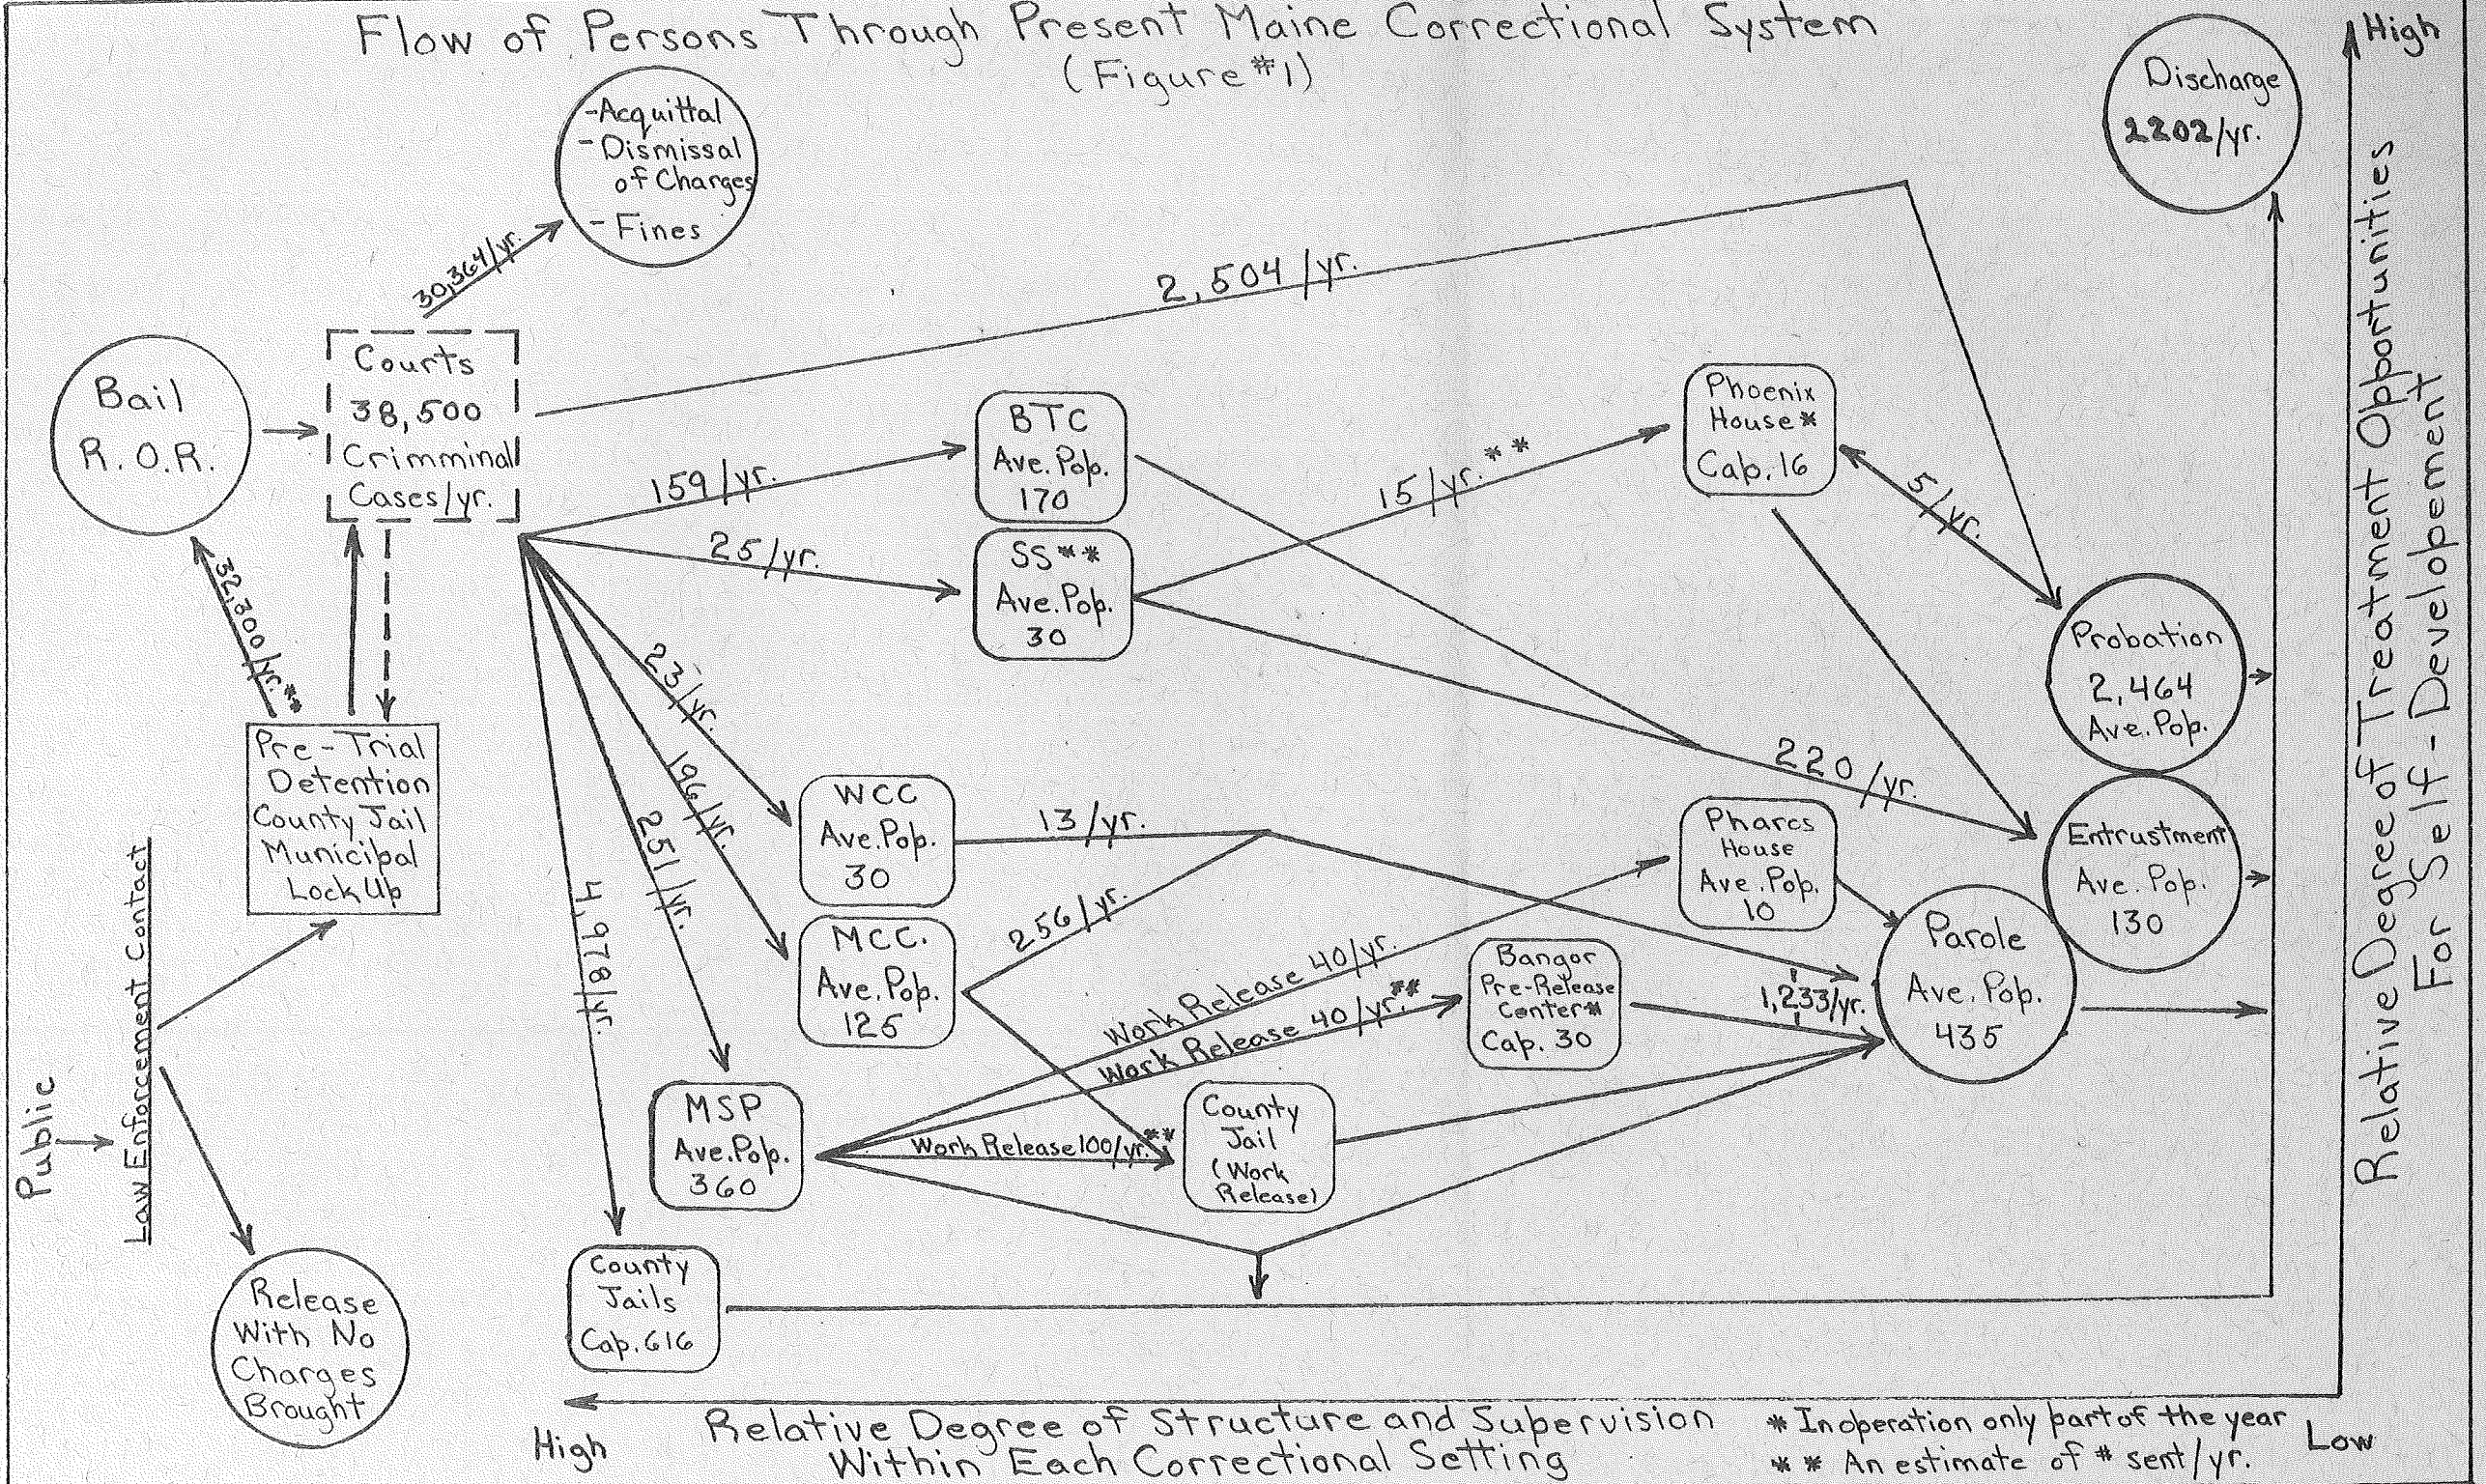 Flow of Persons Through Present Maine Correctional System
(Figure #1)
High
Discharge
2202/yr.
-Acquittal
-Dismissal
of Charges
-Fines
30,364/yr.
2,504/yr.
Bail
R.O.R.
Courts
38,500
Crimminal
Cases/yr.
BTC
Ave. Pop.
170
159/yr.
SS**
Ave. Pop.
30
25/yr.
15/yr.**
Phoenix
House*
Cap. 16
5/yr.
32,300/yr.**
Probation
2,464
Ave. Pop.
Pre-Trial
Detention
County Jail
Municipal
Lock Up
23/yr.
196/yr.
251/yr.
4,978/yr.
220/yr.
WCC
Ave. Pop.
30
13/yr.
Pharos
House
Ave. Pop.
10
Entrustment
Ave. Pop.
130
MCC.
Ave. Pop.
125
256/yr.
Work Release 40/yr.
Work Release 40/yr.**
Bangor
Pre-Release
Center*
Cap. 30
1,233/yr.
Parole
Ave. Pop.
435
Public
Law Enforcement Contact
MSP
Ave. Pop.
360
Work Release 100/yr.**
County
Jail
(Work
Release)
County
Jails
Cap. 616
Release
With No
Charges
Brought
Relative Degree of Treatment Opportunities
For Self-Developement
High
Relative Degree of Structure and Supervision
Within Each Correctional Setting
* In operation only part of the year
** An estimate of # sent/yr.
Low